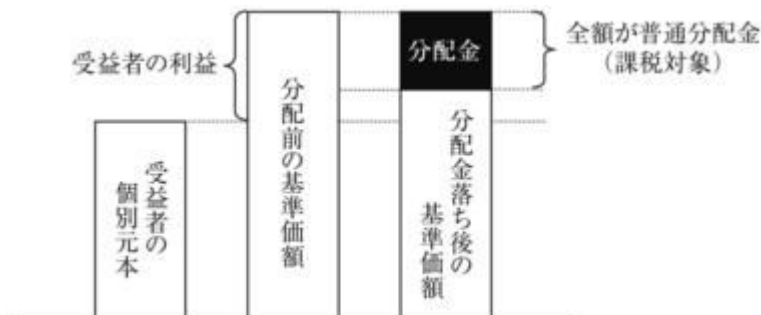 受益者の利益
分配前の基準価額
分配金
全額が普通分配金
(課税対象)
受益者の
個別元本
分配金落ち後の
基準価額